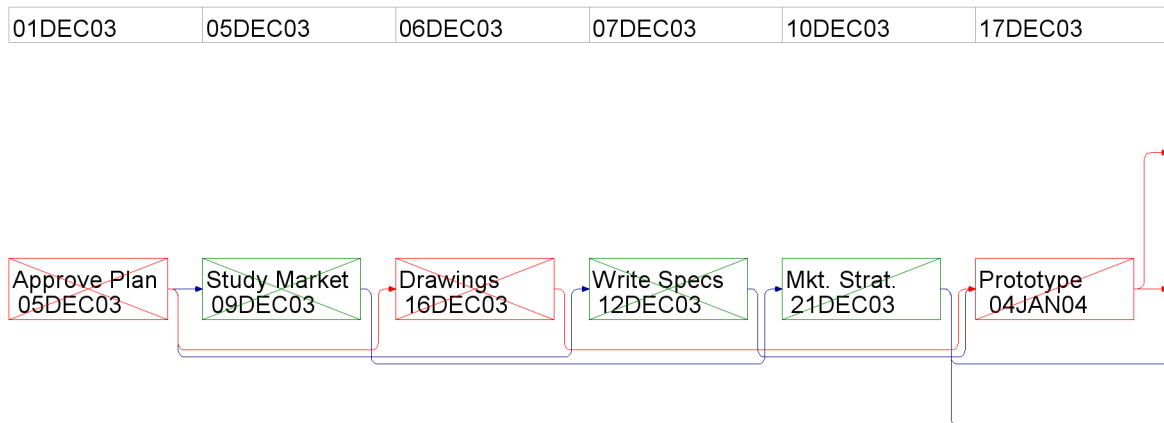 01DEC03 05DEC03 06DEC03 07DEC03 10DEC03 17DEC03
Approve Plan Study Market Drawings Write Specs Mkt. Strat. Prototype
05DEC03 09DEC03 16DEC03 12DEC03 21DEC03 04JAN04